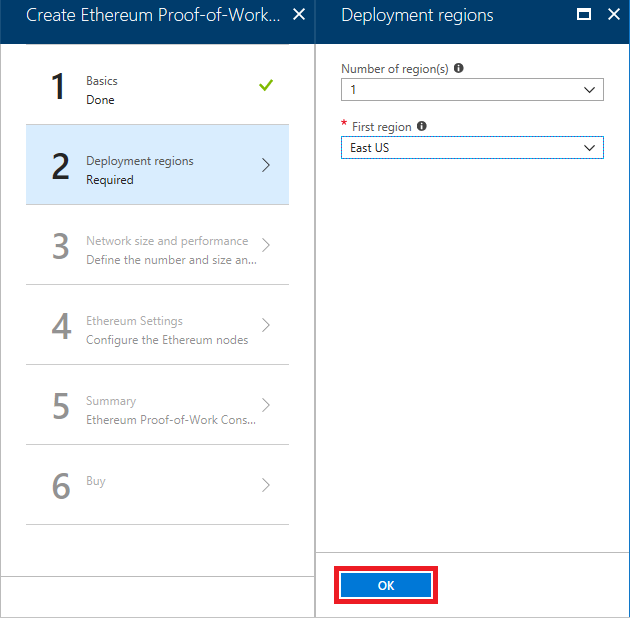 Create Ethereum Proof-of-Work...
1
Basics
Done
2
Deployment regions
Required
3
Network size and performance
Define the number and size an...
4
Ethereum Settings
Configure the Ethereum nodes
5
Summary
Ethereum Proof-of-Work Cons...
6
Buy
Deployment regions
Number of region(s)
1
* First region
East US
OK